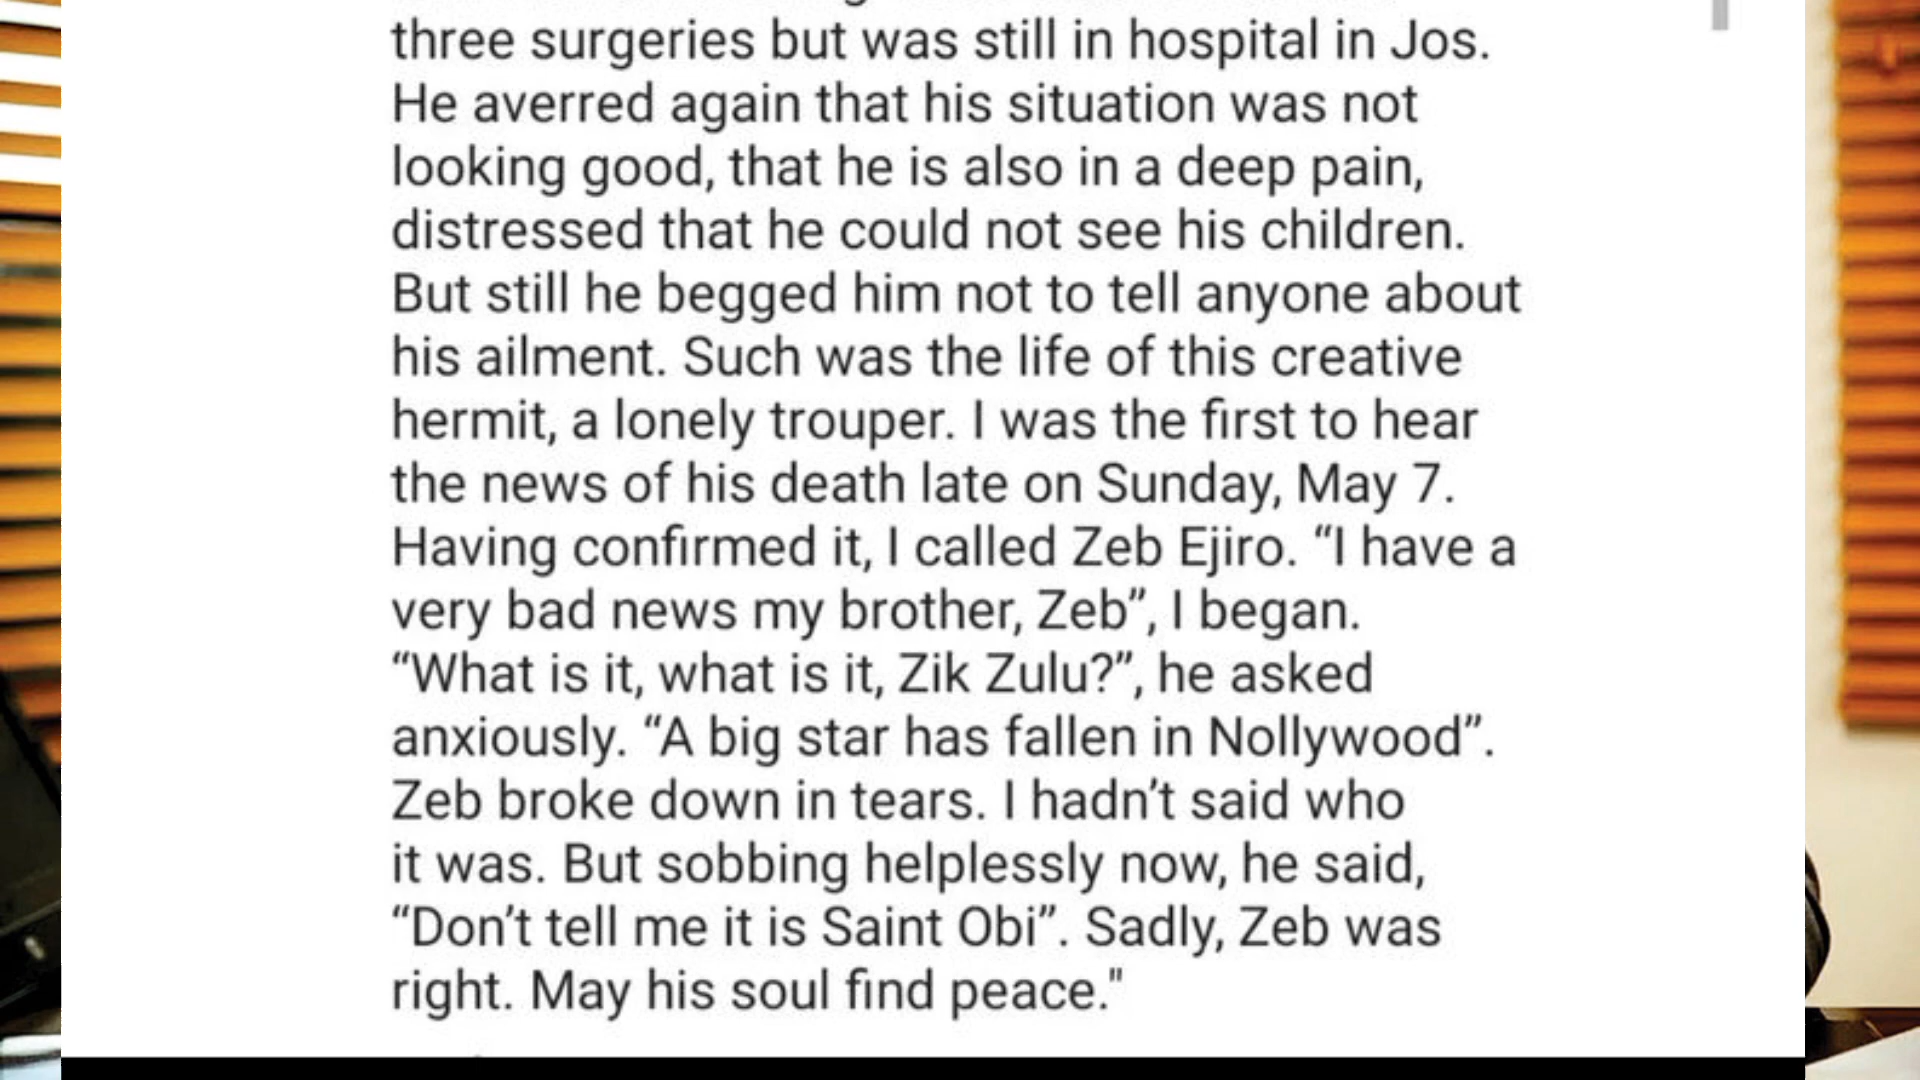 three surgeries but was still in hospital in Jos.
He averred again that his situation was not
looking good, that he is also in a deep pain,
distressed that he could not see his children.
But still he begged him not to tell anyone about
his ailment. Such was the life of this creative
hermit, a lonely trouper. I was the first to hear
the news of his death late on Sunday, May 7.
Having confirmed it, I called Zeb Ejiro. “I have a
very bad news my brother, Zeb”, I began.
“What is it, what is it, Zik Zulu?”, he asked
anxiously. “A big star has fallen in Nollywood”.
Zeb broke down in tears. I hadn’t said who
it was. But sobbing helplessly now, he said,
“Don’t tell me it is Saint Obi”. Sadly, Zeb was
right. May his soul find peace."